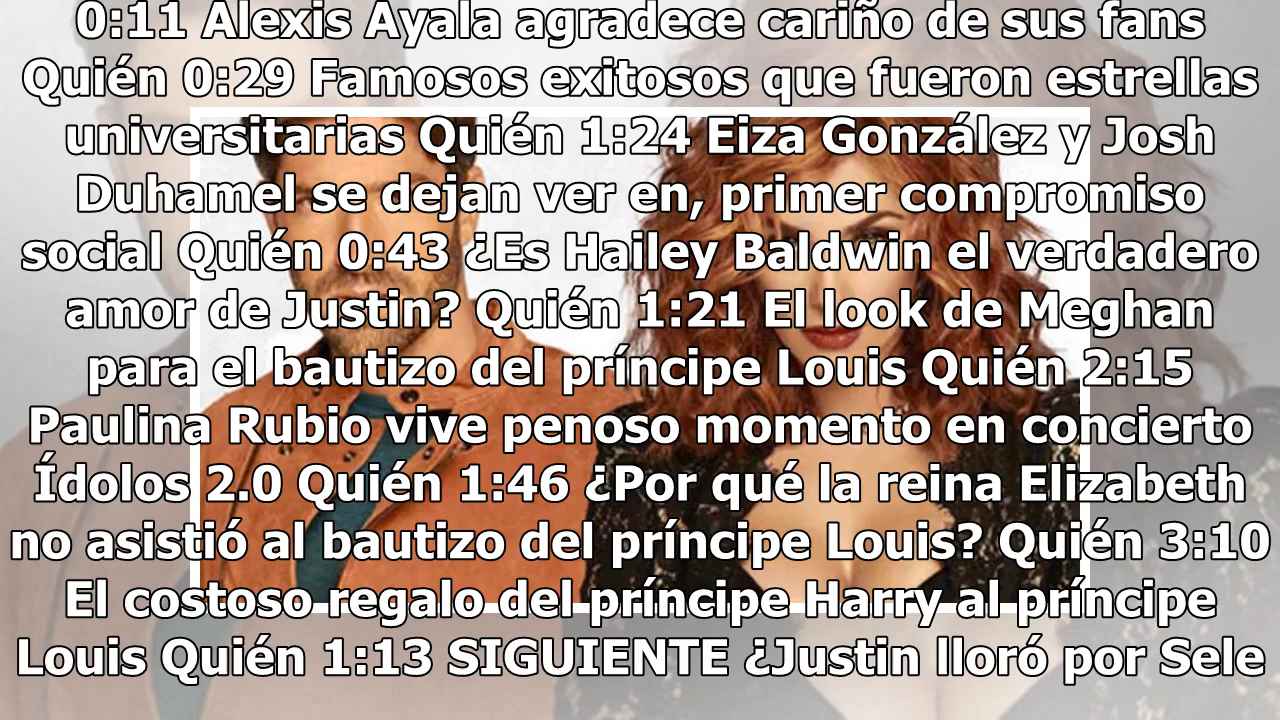 0:11 Alexis Ayala agradece cariño de sus fans
Quién 0:29 Famosos exitosos que fueron estrellas
universitarias Quién 1:24 Eiza González y Josh
Duhamel se dejan ver en, primer compromiso
social Quién 0:43 ¿Es Hailey Baldwin el verdadero
amor de Justin? Quién 1:21 El look de Meghan
para el bautizo del príncipe Louis Quién 2:15
Paulina Rubio vive penoso momento en concierto
Ídolos 2.0 Quién 1:46 ¿Por qué la reina Elizabeth
no asistió al bautizo del príncipe Louis? Quién 3:10
El costoso regalo del príncipe Harry al príncipe
Louis Quién 1:13 SIGUIENTE ¿Justin lloró por Sele